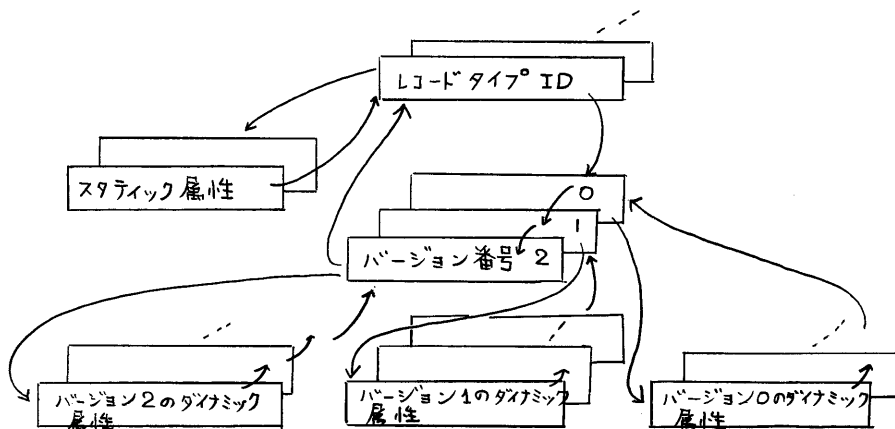 レコードタイプID
スタティック属性
0
1
バージョン番号 2
バージョン2のダイナミック
属性
バージョン1のダイナミック
属性
バージョン0のダイナミック
属性